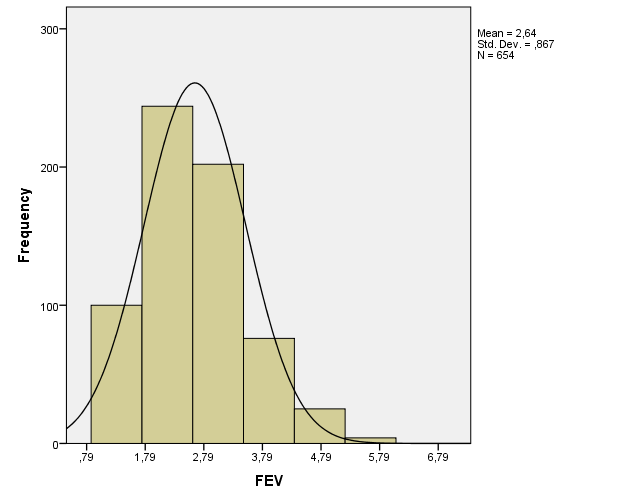 Mean = 2,64
Std. Dev. = ,867
N = 654
300
200
100
0
Frequency
,79 1,79 2,79 3,79 4,79 5,79 6,79
FEV